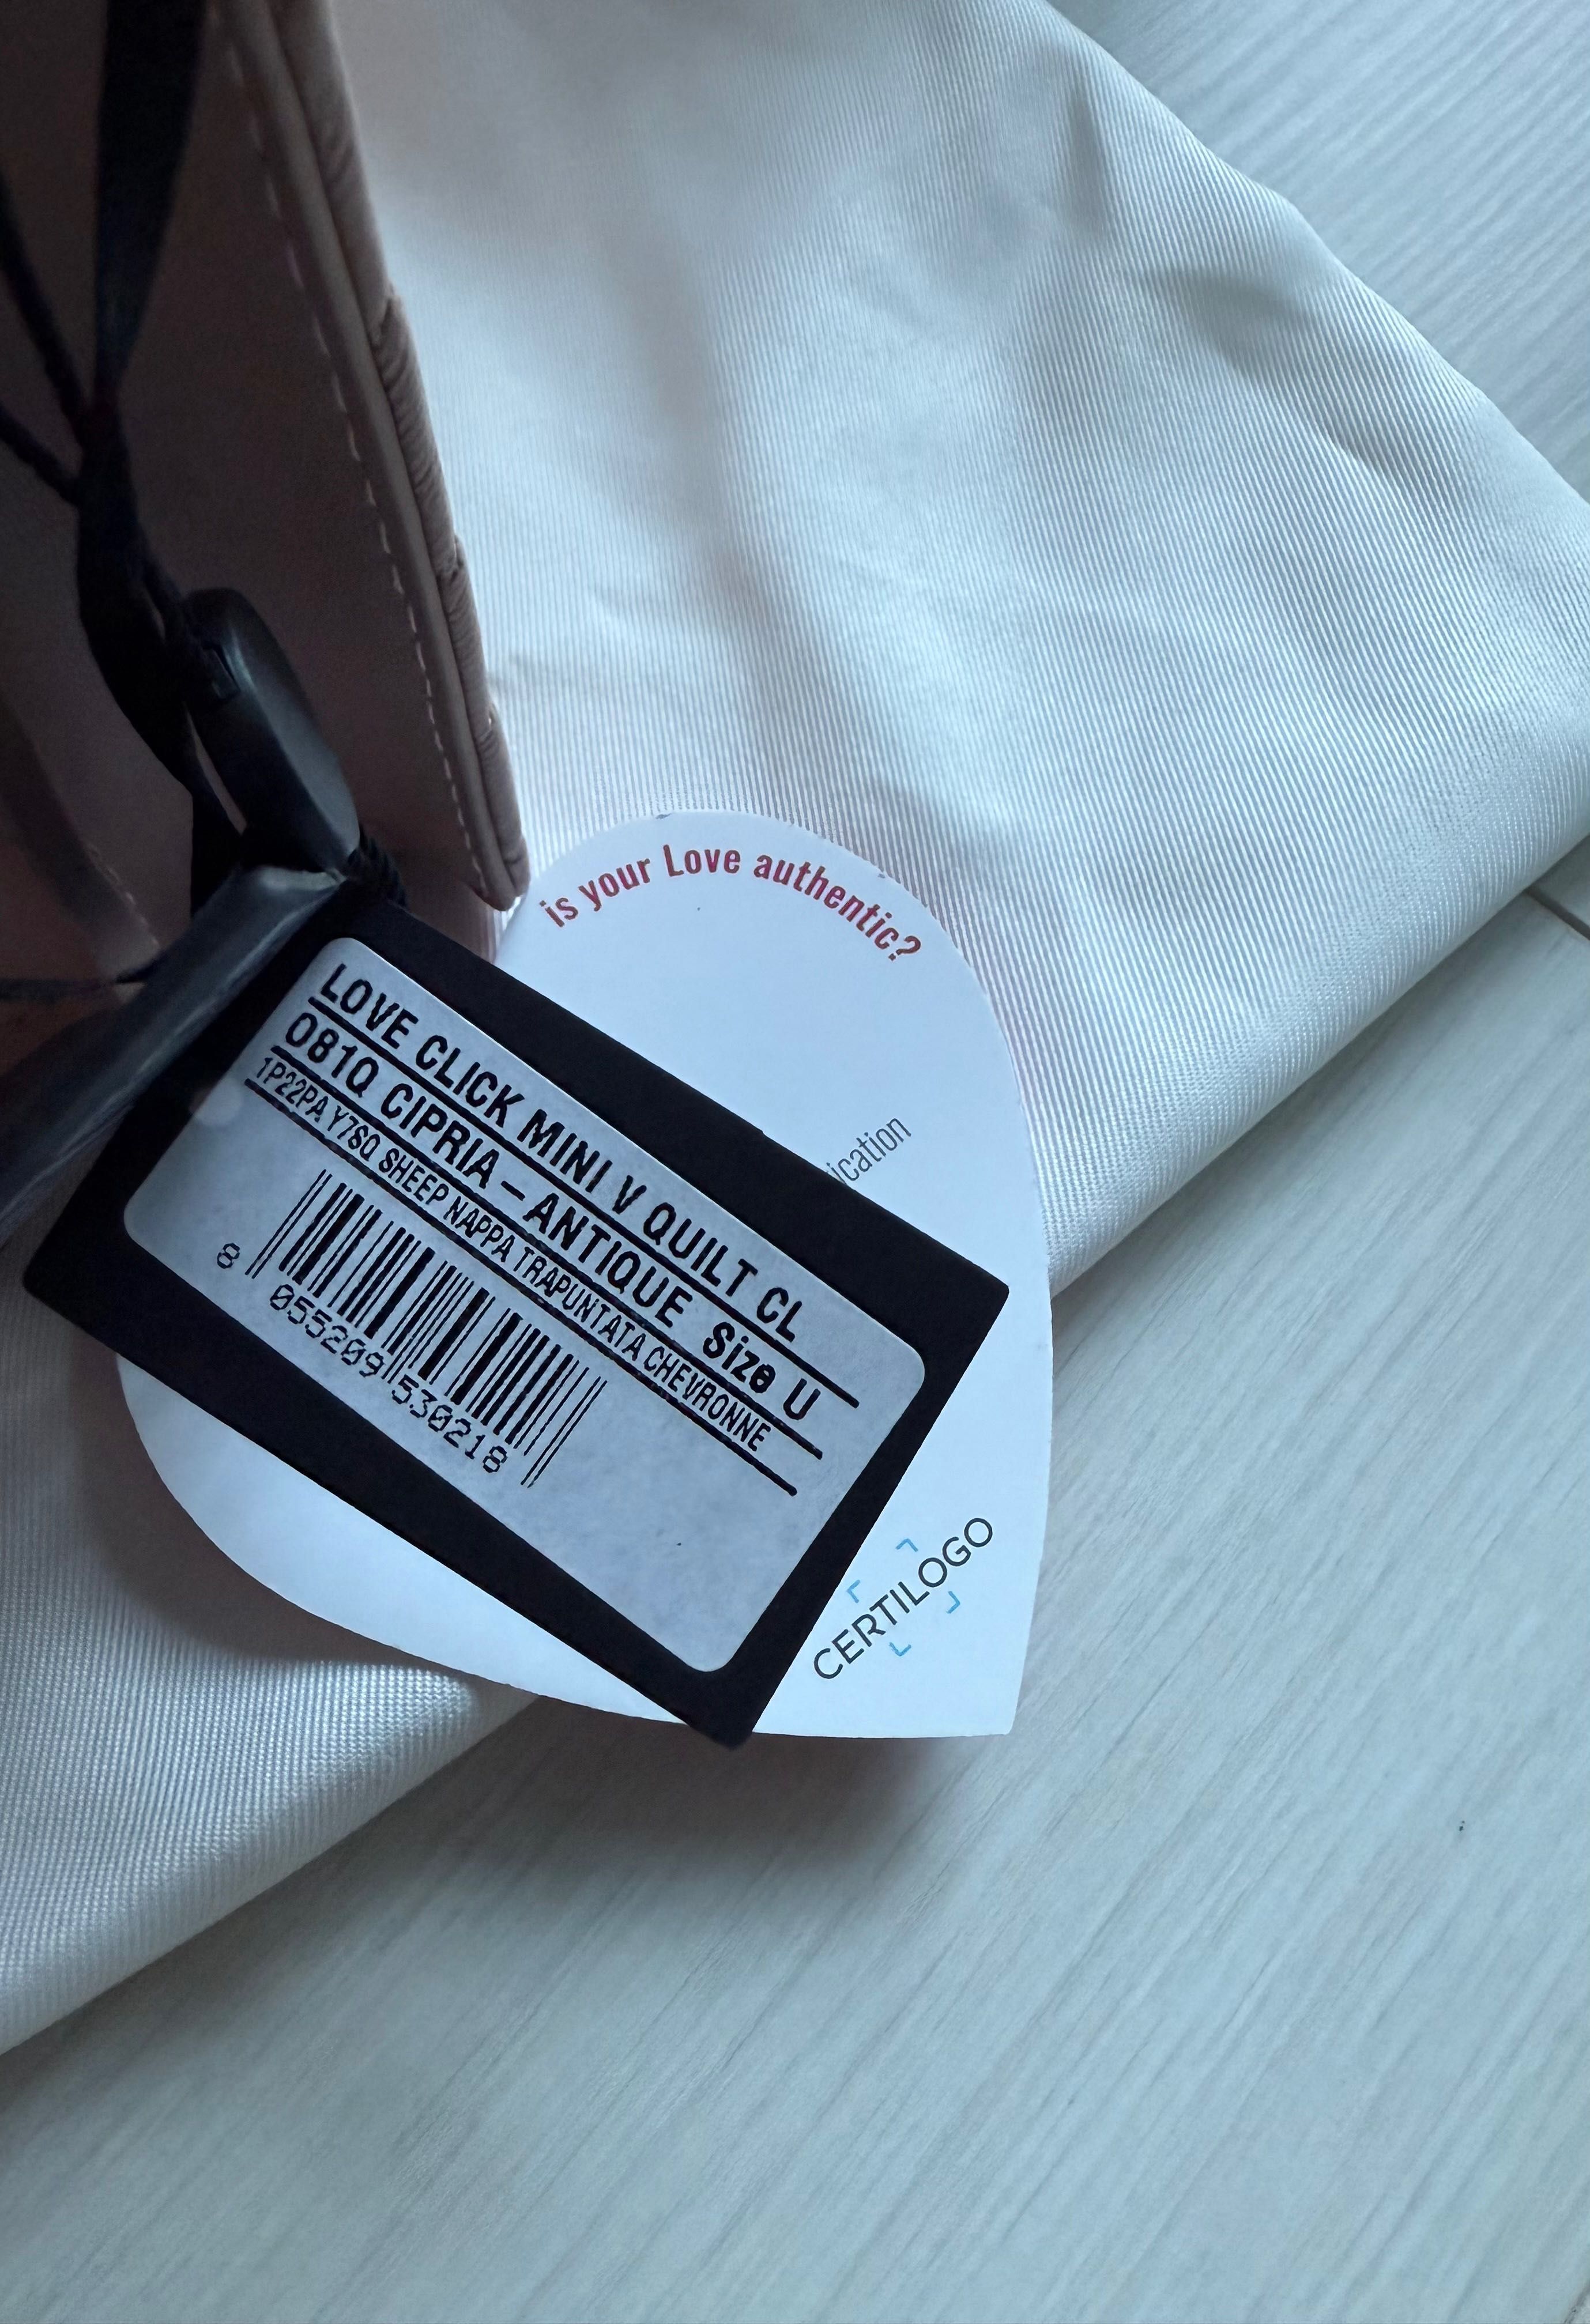 is your Love authentic?
LOVE CLICK MINI V QUILT CL
O81Q CIPRIA – ANTIQUE Size U
1P22PA Y7SQ SHEEP NAPPA TRAPUNTATA CHEVRONNE
8 055209 530218
ication
CERTILOGO